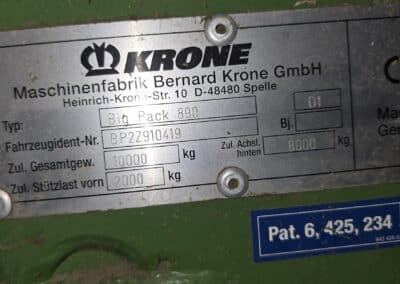 KRONE
Maschinenfabrik Bernard Krone GmbH
Heinrich-Krone-Str. 10 D-48480 Spelle
Typ: Big Pack 890 01
Fahrzeugident-Nr. BP2Z910419 Bj.
Zul. Gesamtgew. 10000 kg Zul. Achsl. hinten 8000 kg
Zul. Stützlast vorn 2000 kg
Pat. 6, 425, 234